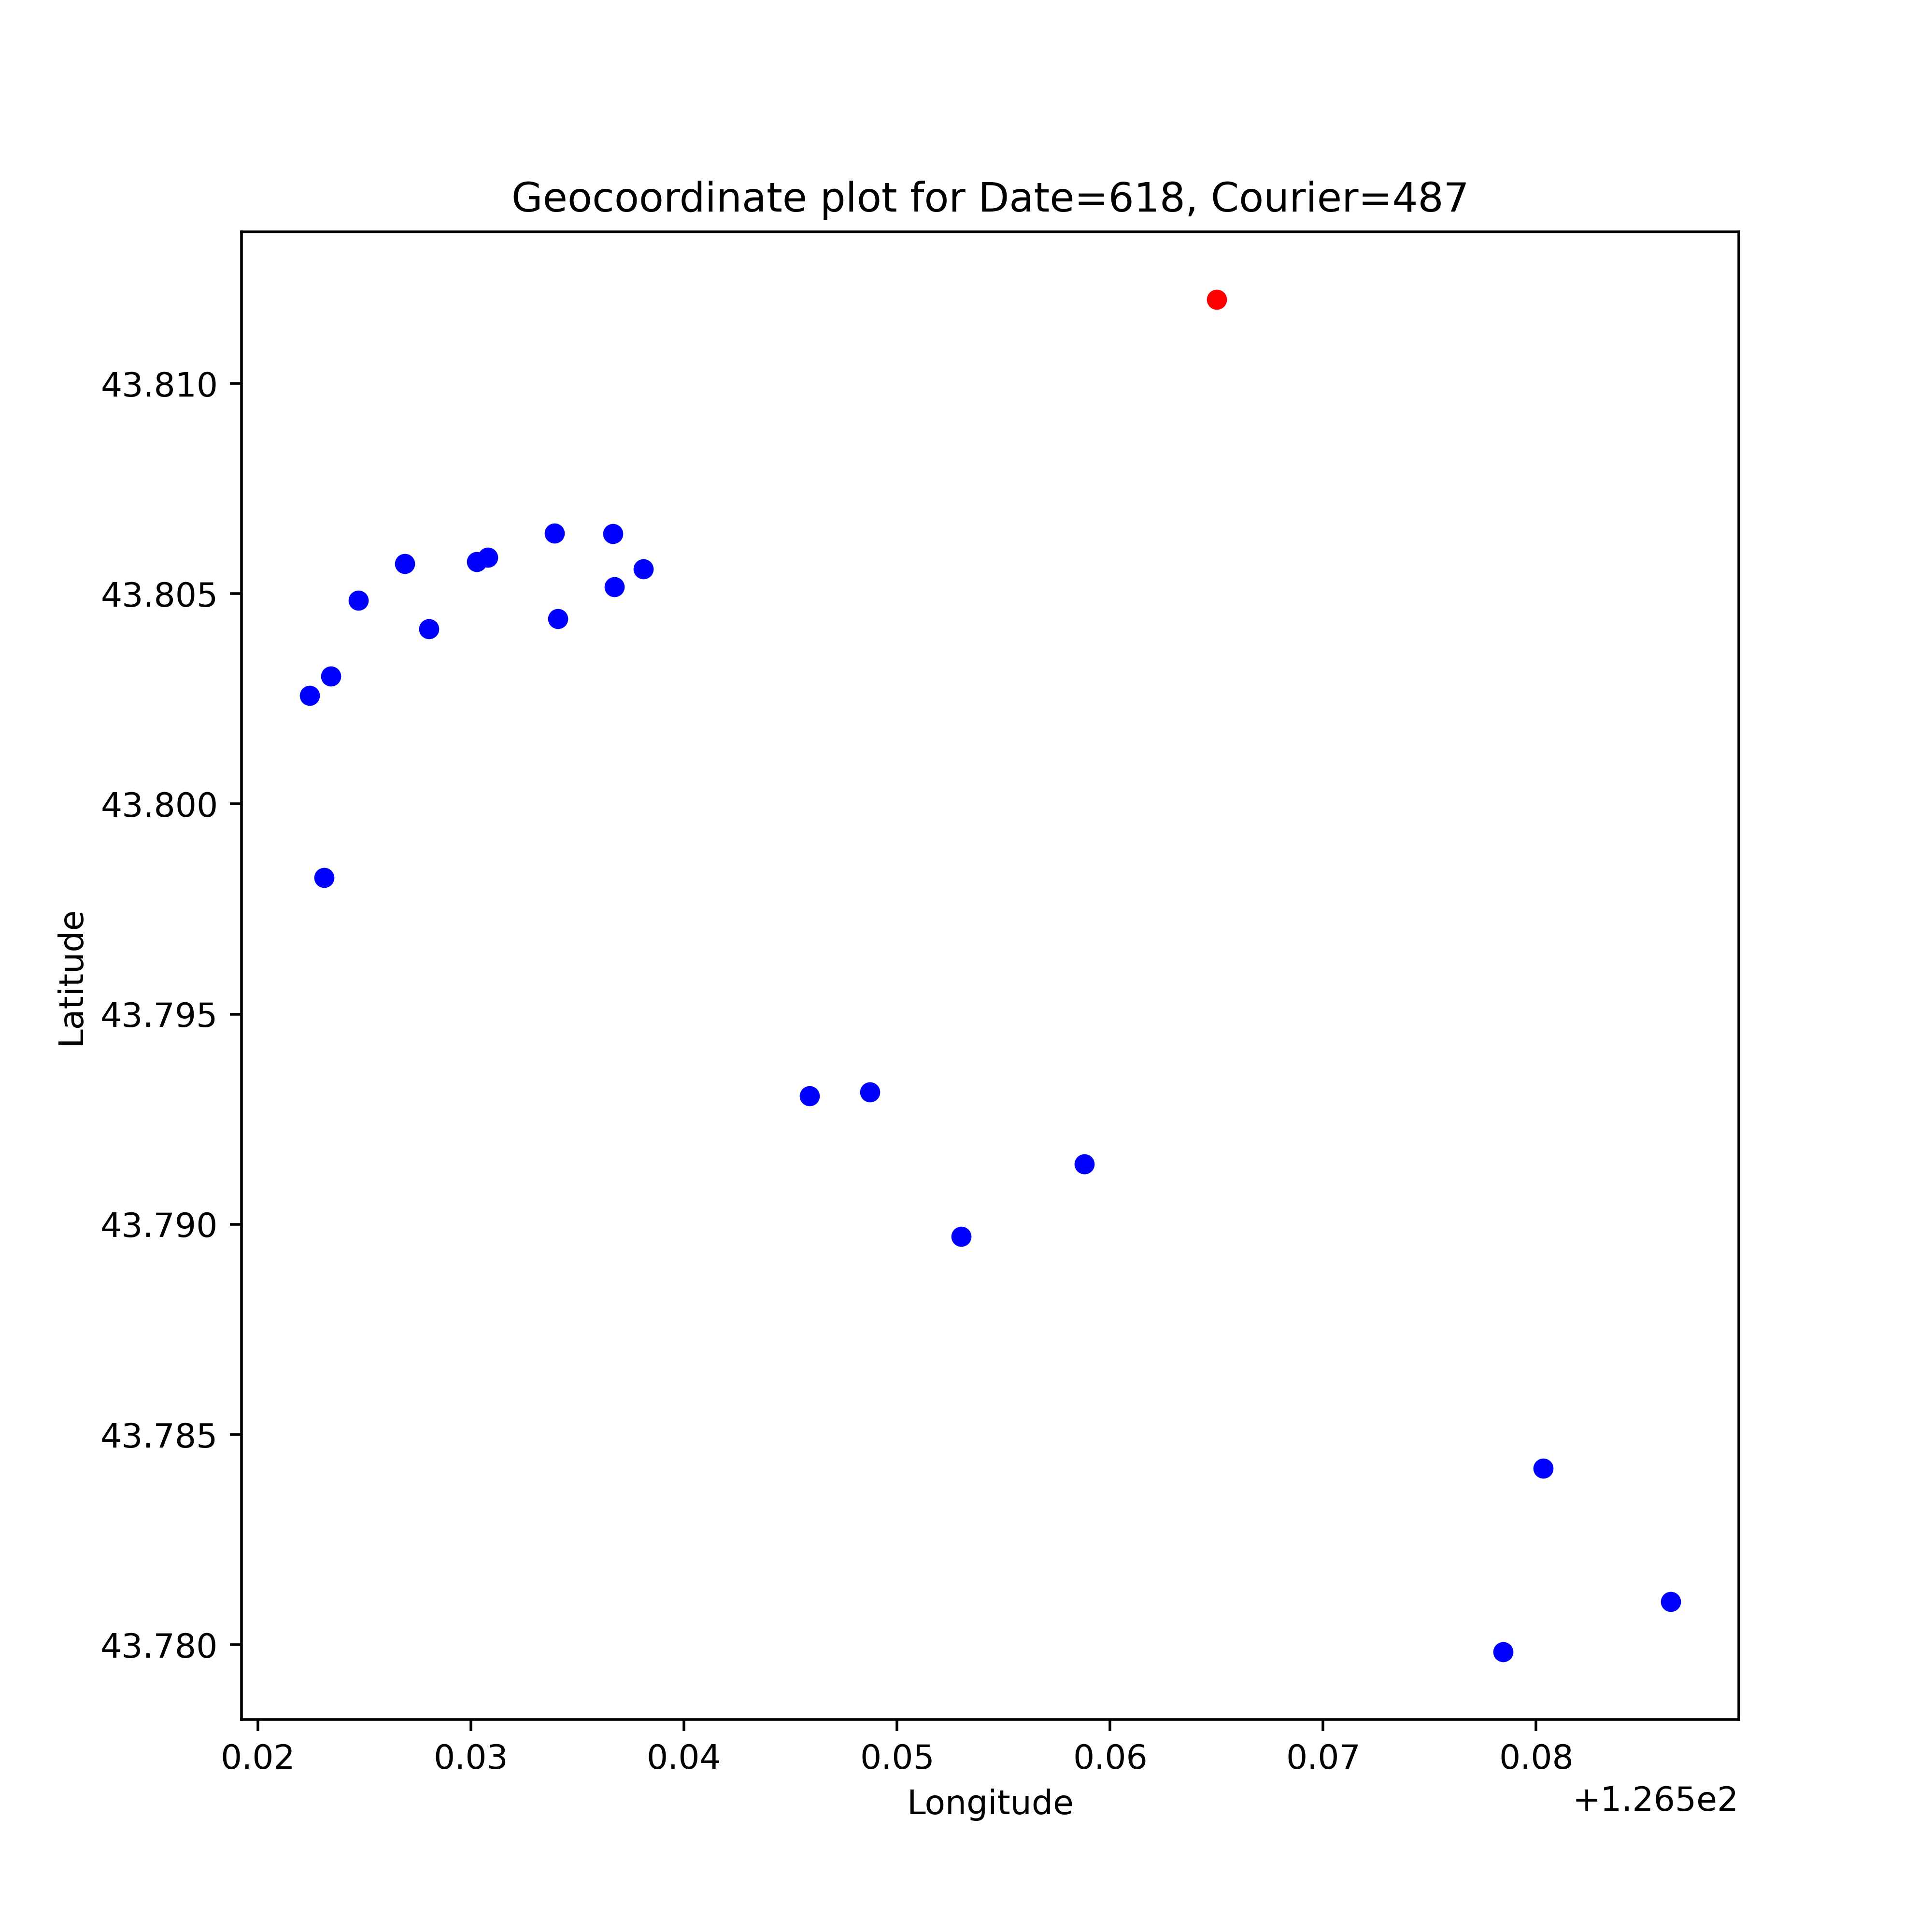 Geocoordinate plot for Date=618, Courier=487
43.810
43.805
43.800
43.795
43.790
43.785
43.780
Latitude
0.02 0.03 0.04 0.05 0.06 0.07 0.08
Longitude
+1.265e2